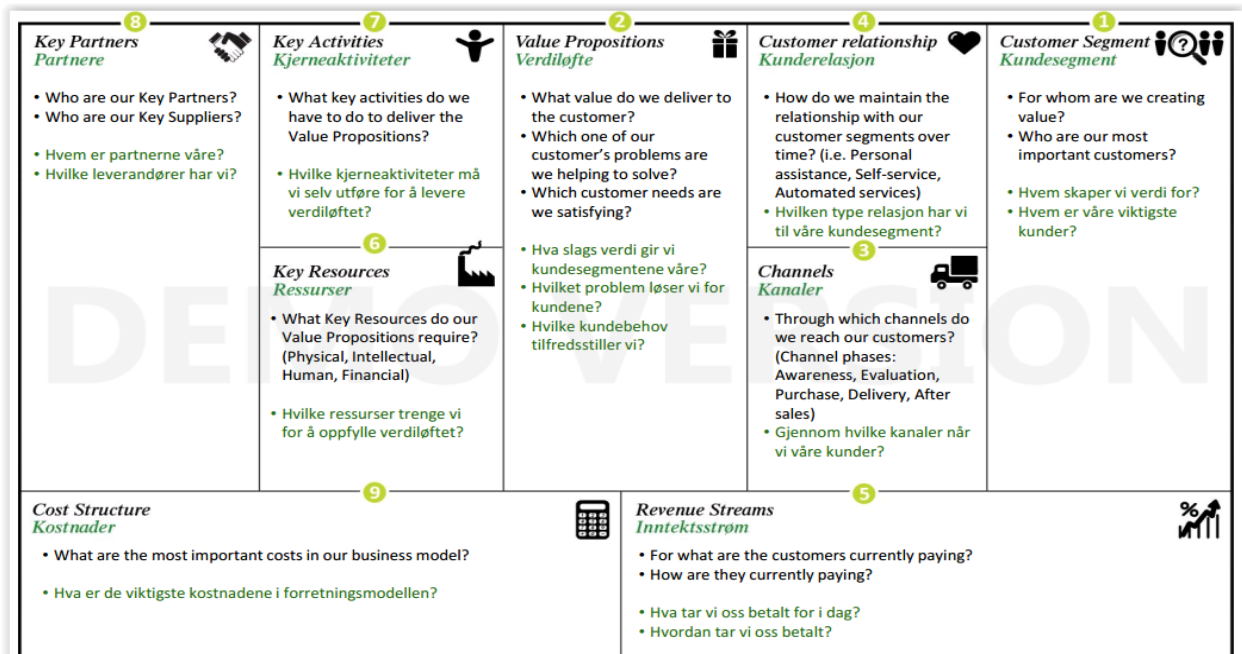 8
Key Partners
Partnere
• Who are our Key Partners?
• Who are our Key Suppliers?
• Hvem er partnerne våre?
• Hvilke leverandører har vi?
7
Key Activities
Kjerneaktiviteter
• What key activities do we
have to do to deliver the
Value Propositions?
• Hvilke kjerneaktiviteter må
vi selv utføre for å levere
verdiløftet?
6
Key Resources
Ressurser
• What Key Resources do our
Value Propositions require?
(Physical, Intellectual,
Human, Financial)
• Hvilke ressurser trenge vi
for å oppfylle verdiløftet?
2
Value Propositions
Verdiløfte
• What value do we deliver to
the customer?
• Which one of our
customer's problems are
we helping to solve?
• Which customer needs are
we satisfying?
• Hva slags verdi gir vi
kundesegmentene våre?
• Hvilket problem løser vi for
kundene?
• Hvilke kundebehov
tilfredsstiller vi?
4
Customer relationship
Kunderelasjon
• How do we maintain the
relationship with our
customer segments over
time? (i.e. Personal
assistance, Self-service,
Automated services)
• Hvilken type relasjon har vi
til våre kundesegment?
3
Channels
Kanaler
• Through which channels do
we reach our customers?
(Channel phases:
Awareness, Evaluation,
Purchase, Delivery, After
sales)
• Gjennom hvilke kanaler når
vi våre kunder?
1
Customer Segment
Kundesegment
?
• For whom are we creating
value?
• Who are our most
important customers?
• Hvem skaper vi verdi for?
• Hvem er våre viktigste
kunder?
DEMO VERSION
9
Cost Structure
Kostnader
• What are the most important costs in our business model?
• Hva er de viktigste kostnadene i forretningsmodellen?
5
Revenue Streams
Inntektsstrøm
%
• For what are the customers currently paying?
• How are they currently paying?
• Hva tar vi oss betalt for i dag?
• Hvordan tar vi oss betalt?